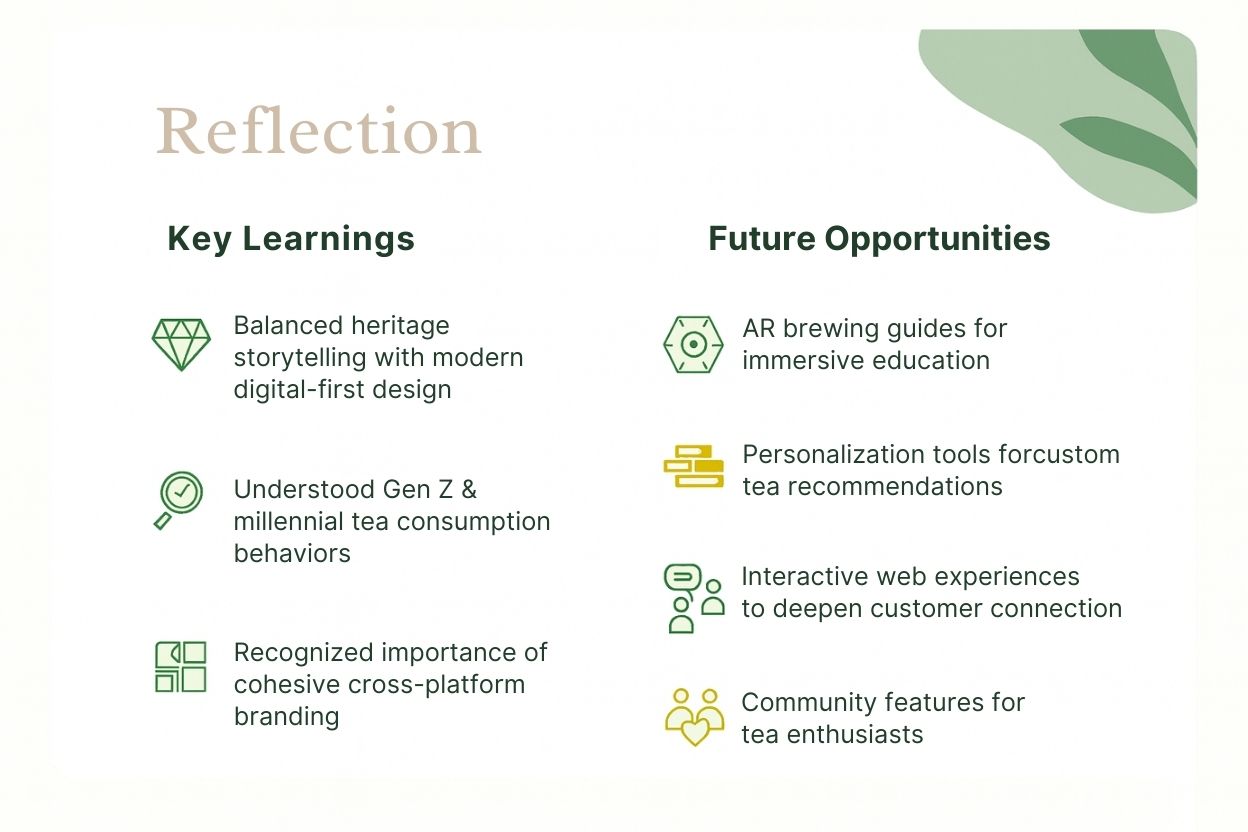 Reflection
Key Learnings
Balanced heritage
storytelling with modern
digital-first design
Understood Gen Z &
millennial tea consumption
behaviors
Recognized importance of
cohesive cross-platform
branding
Future Opportunities
AR brewing guides for
immersive education
Personalization tools forcustom
tea recommendations
Interactive web experiences
to deepen customer connection
Community features for
tea enthusiasts